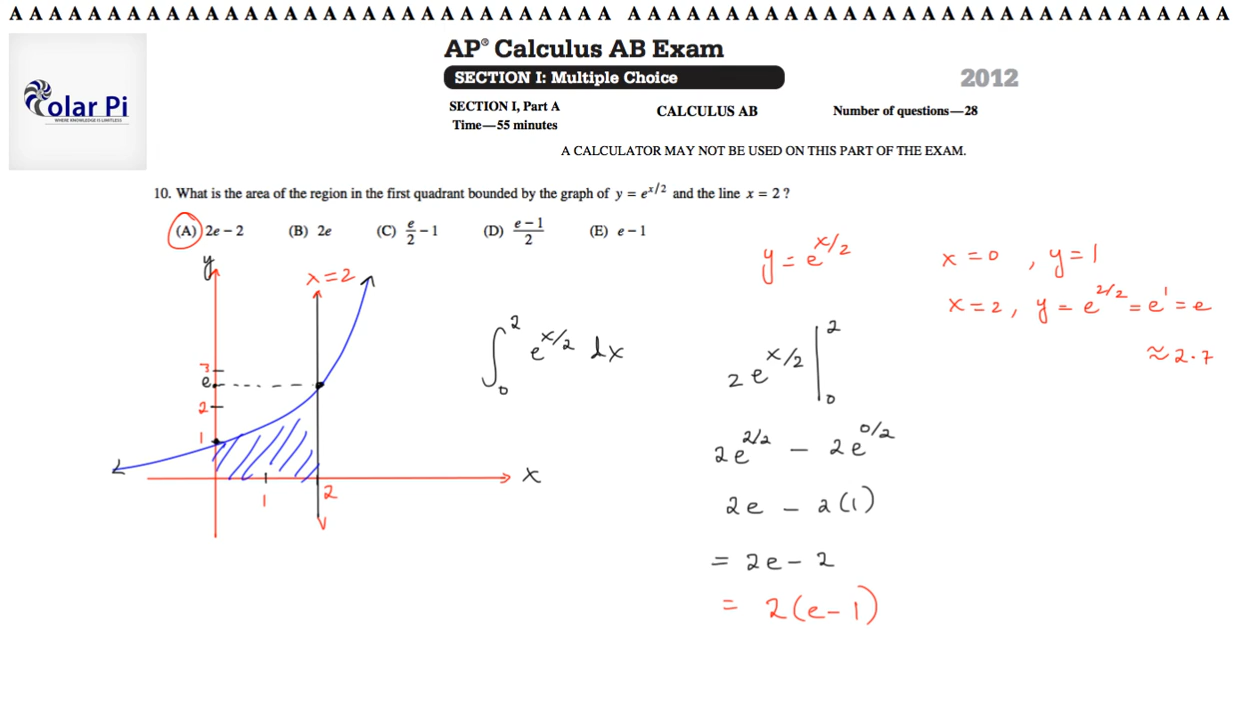 A A A A A A A A A A A A A A A A A A A A A A A A A A A A A A A A A A A A A A A A A A A A A A A A A A A A A A A A A A A A
Colar Pi
WHERE KNOWLEDGE IS LIMITLESS
AP® Calculus AB Exam
SECTION I: Multiple Choice
2012
SECTION I, Part A
Time—55 minutes
CALCULUS AB
Number of questions—28
A CALCULATOR MAY NOT BE USED ON THIS PART OF THE EXAM.
10. What is the area of the region in the first quadrant bounded by the graph of y = e^{x/2} and the line x = 2 ?
(A) 2e − 2 (B) 2e (C) e/2 − 1 (D) (e − 1)/2 (E) e − 1
y
x=2
3
e
2
1
1
2
x
∫_0^2 e^{x/2} dx
y = e^{x/2}
2e^{x/2} |_0^2
2e^{2/2} − 2e^{0/2}
2e − 2(1)
= 2e − 2
= 2(e − 1)
x = 0 , y = 1
x = 2, y = e^{2/2} = e^1 = e
≈ 2.7